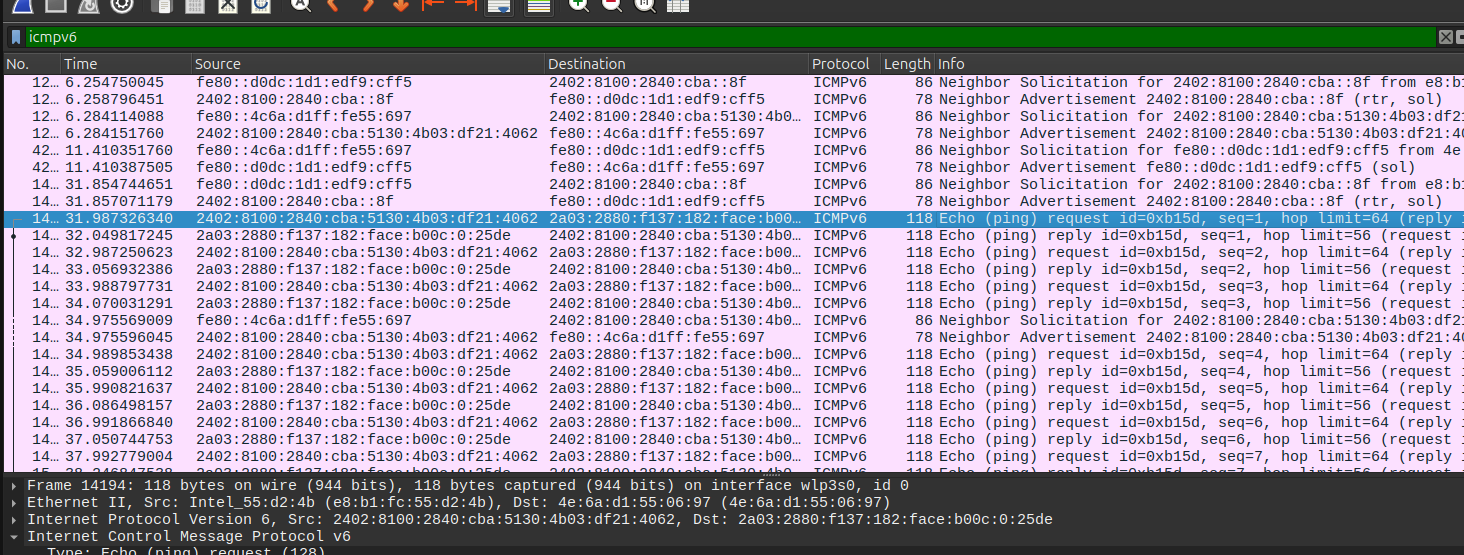 icmpv6
No. Time Source Destination Protocol Length Info
12… 6.254750045 fe80::d0dc:1d1:edf9:cff5 2402:8100:2840:cba::8f ICMPv6 86 Neighbor Solicitation for 2402:8100:2840:cba::8f from e8:b1
12… 6.258796451 2402:8100:2840:cba::8f fe80::d0dc:1d1:edf9:cff5 ICMPv6 78 Neighbor Advertisement 2402:8100:2840:cba::8f (rtr, sol)
12… 6.284114088 fe80::4c6a:d1ff:fe55:697 2402:8100:2840:cba:5130:4b0… ICMPv6 86 Neighbor Solicitation for 2402:8100:2840:cba:5130:4b03:df2
12… 6.284151760 2402:8100:2840:cba:5130:4b03:df21:4062 fe80::4c6a:d1ff:fe55:697 ICMPv6 78 Neighbor Advertisement 2402:8100:2840:cba:5130:4b03:df21:40
42… 11.410351760 fe80::4c6a:d1ff:fe55:697 fe80::d0dc:1d1:edf9:cff5 ICMPv6 86 Neighbor Solicitation for fe80::d0dc:1d1:edf9:cff5 from 4e
42… 11.410387505 fe80::d0dc:1d1:edf9:cff5 fe80::4c6a:d1ff:fe55:697 ICMPv6 78 Neighbor Advertisement fe80::d0dc:1d1:edf9:cff5 (sol)
14… 31.854744651 fe80::d0dc:1d1:edf9:cff5 2402:8100:2840:cba::8f ICMPv6 86 Neighbor Solicitation for 2402:8100:2840:cba::8f from e8:b1
14… 31.857071179 2402:8100:2840:cba::8f fe80::d0dc:1d1:edf9:cff5 ICMPv6 78 Neighbor Advertisement 2402:8100:2840:cba::8f (rtr, sol)
14… 31.987326340 2402:8100:2840:cba:5130:4b03:df21:4062 2a03:2880:f137:182:face:b00… ICMPv6 118 Echo (ping) request id=0xb15d, seq=1, hop limit=64 (reply i
14… 32.049817245 2a03:2880:f137:182:face:b00c:0:25de 2402:8100:2840:cba:5130:4b0… ICMPv6 118 Echo (ping) reply id=0xb15d, seq=1, hop limit=56 (request i
14… 32.987250623 2402:8100:2840:cba:5130:4b03:df21:4062 2a03:2880:f137:182:face:b00… ICMPv6 118 Echo (ping) request id=0xb15d, seq=2, hop limit=64 (reply i
14… 33.056932386 2a03:2880:f137:182:face:b00c:0:25de 2402:8100:2840:cba:5130:4b0… ICMPv6 118 Echo (ping) reply id=0xb15d, seq=2, hop limit=56 (request i
14… 33.988797731 2402:8100:2840:cba:5130:4b03:df21:4062 2a03:2880:f137:182:face:b00… ICMPv6 118 Echo (ping) request id=0xb15d, seq=3, hop limit=64 (reply i
14… 34.070031291 2a03:2880:f137:182:face:b00c:0:25de 2402:8100:2840:cba:5130:4b0… ICMPv6 118 Echo (ping) reply id=0xb15d, seq=3, hop limit=56 (request i
14… 34.975569009 fe80::4c6a:d1ff:fe55:697 2402:8100:2840:cba:5130:4b0… ICMPv6 86 Neighbor Solicitation for 2402:8100:2840:cba:5130:4b03:df21
14… 34.975596045 2402:8100:2840:cba:5130:4b03:df21:4062 fe80::4c6a:d1ff:fe55:697 ICMPv6 78 Neighbor Advertisement 2402:8100:2840:cba:5130:4b03:df21:40
14… 34.989853438 2402:8100:2840:cba:5130:4b03:df21:4062 2a03:2880:f137:182:face:b00… ICMPv6 118 Echo (ping) request id=0xb15d, seq=4, hop limit=64 (reply i
14… 35.059006112 2a03:2880:f137:182:face:b00c:0:25de 2402:8100:2840:cba:5130:4b0… ICMPv6 118 Echo (ping) reply id=0xb15d, seq=4, hop limit=56 (request i
14… 35.990821637 2402:8100:2840:cba:5130:4b03:df21:4062 2a03:2880:f137:182:face:b00… ICMPv6 118 Echo (ping) request id=0xb15d, seq=5, hop limit=64 (reply i
14… 36.086498157 2a03:2880:f137:182:face:b00c:0:25de 2402:8100:2840:cba:5130:4b0… ICMPv6 118 Echo (ping) reply id=0xb15d, seq=5, hop limit=56 (request i
14… 36.991866840 2402:8100:2840:cba:5130:4b03:df21:4062 2a03:2880:f137:182:face:b00… ICMPv6 118 Echo (ping) request id=0xb15d, seq=6, hop limit=64 (reply i
14… 37.050744753 2a03:2880:f137:182:face:b00c:0:25de 2402:8100:2840:cba:5130:4b0… ICMPv6 118 Echo (ping) reply id=0xb15d, seq=6, hop limit=56 (request i
14… 37.992779004 2402:8100:2840:cba:5130:4b03:df21:4062 2a03:2880:f137:182:face:b00… ICMPv6 118 Echo (ping) request id=0xb15d, seq=7, hop limit=64 (reply i
Frame 14194: 118 bytes on wire (944 bits), 118 bytes captured (944 bits) on interface wlp3s0, id 0
Ethernet II, Src: Intel_55:d2:4b (e8:b1:fc:55:d2:4b), Dst: 4e:6a:d1:55:06:97 (4e:6a:d1:55:06:97)
Internet Protocol Version 6, Src: 2402:8100:2840:cba:5130:4b03:df21:4062, Dst: 2a03:2880:f137:182:face:b00c:0:25de
Internet Control Message Protocol v6
Type: Echo (ping) request (128)